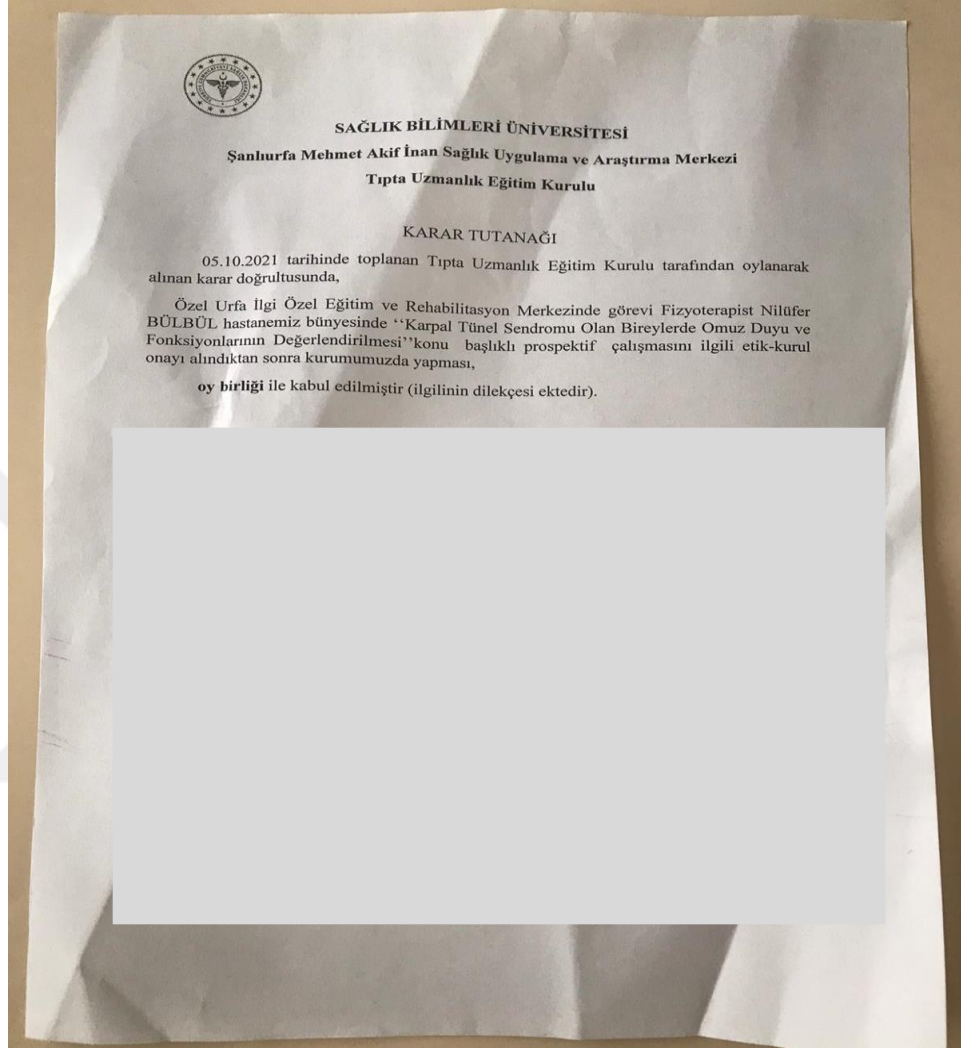 SAĞLIK BİLİMLERİ ÜNİVERSİTESİ
Şanlıurfa Mehmet Akif İnan Sağlık Uygulama ve Araştırma Merkezi
Tıpta Uzmanlık Eğitim Kurulu
KARAR TUTANAĞI
05.10.2021 tarihinde toplanan Tıpta Uzmanlık Eğitim Kurulu tarafından oylanarak
alınan karar doğrultusunda,
Özel Urfa İlgi Özel Eğitim ve Rehabilitasyon Merkezinde görevi Fizyoterapist Nilüfer
BÜLBÜL hastanemiz bünyesinde ‘‘Karpal Tünel Sendromu Olan Bireylerde Omuz Duyu ve
Fonksiyonlarının Değerlendirilmesi’’konu başlıklı prospektif çalışmasını ilgili etik-kurul
onayı alındıktan sonra kurumumuzda yapması,
oy birliği ile kabul edilmiştir (ilgilinin dilekçesi ektedir).